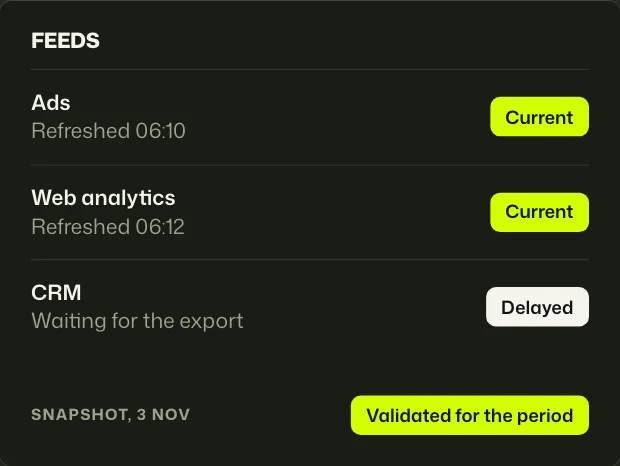 FEEDS
Ads
Refreshed 06:10
Current
Web analytics
Refreshed 06:12
Current
CRM
Waiting for the export
Delayed
SNAPSHOT, 3 NOV
Validated for the period